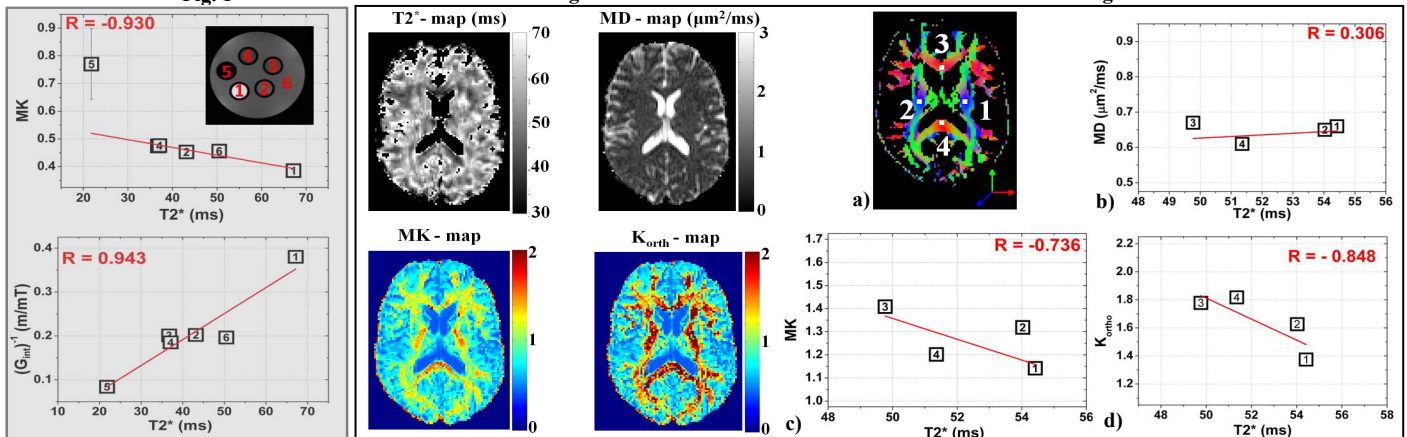 R = -0.930
0.9
0.8
0.7
0.6
0.5
0.4
MK
5
4
2
6
1
4
3
5
6
1
2
20 30 40 50 60 70
T2* (ms)
R = 0.943
0.4
0.3
0.2
0.1
(Gint)-1 (m/mT)
1
3
4
2
6
5
10 20 30 40 50 60 70
T2* (ms)
T2*- map (ms)
70
60
50
40
30
MD - map (μm2/ms)
3
2
1
0
MK - map
2
1
0
Korth - map
2
1
0
3
2
1
4
a)
R = 0.306
0.9
0.8
0.7
0.6
0.5
MD (μm2/ms)
3
4
2
1
48 49 50 51 52 53 54 55 56
T2* (ms)
b)
R = -0.736
1.7
1.6
1.5
1.4
1.3
1.2
1.1
1.0
MK
3
2
4
1
48 50 52 54 56
T2* (ms)
c)
R = - 0.848
2.2
2.0
1.8
1.6
1.4
1.2
Kortho
3
4
2
1
48 50 52 54 56 58
T2* (ms)
d)